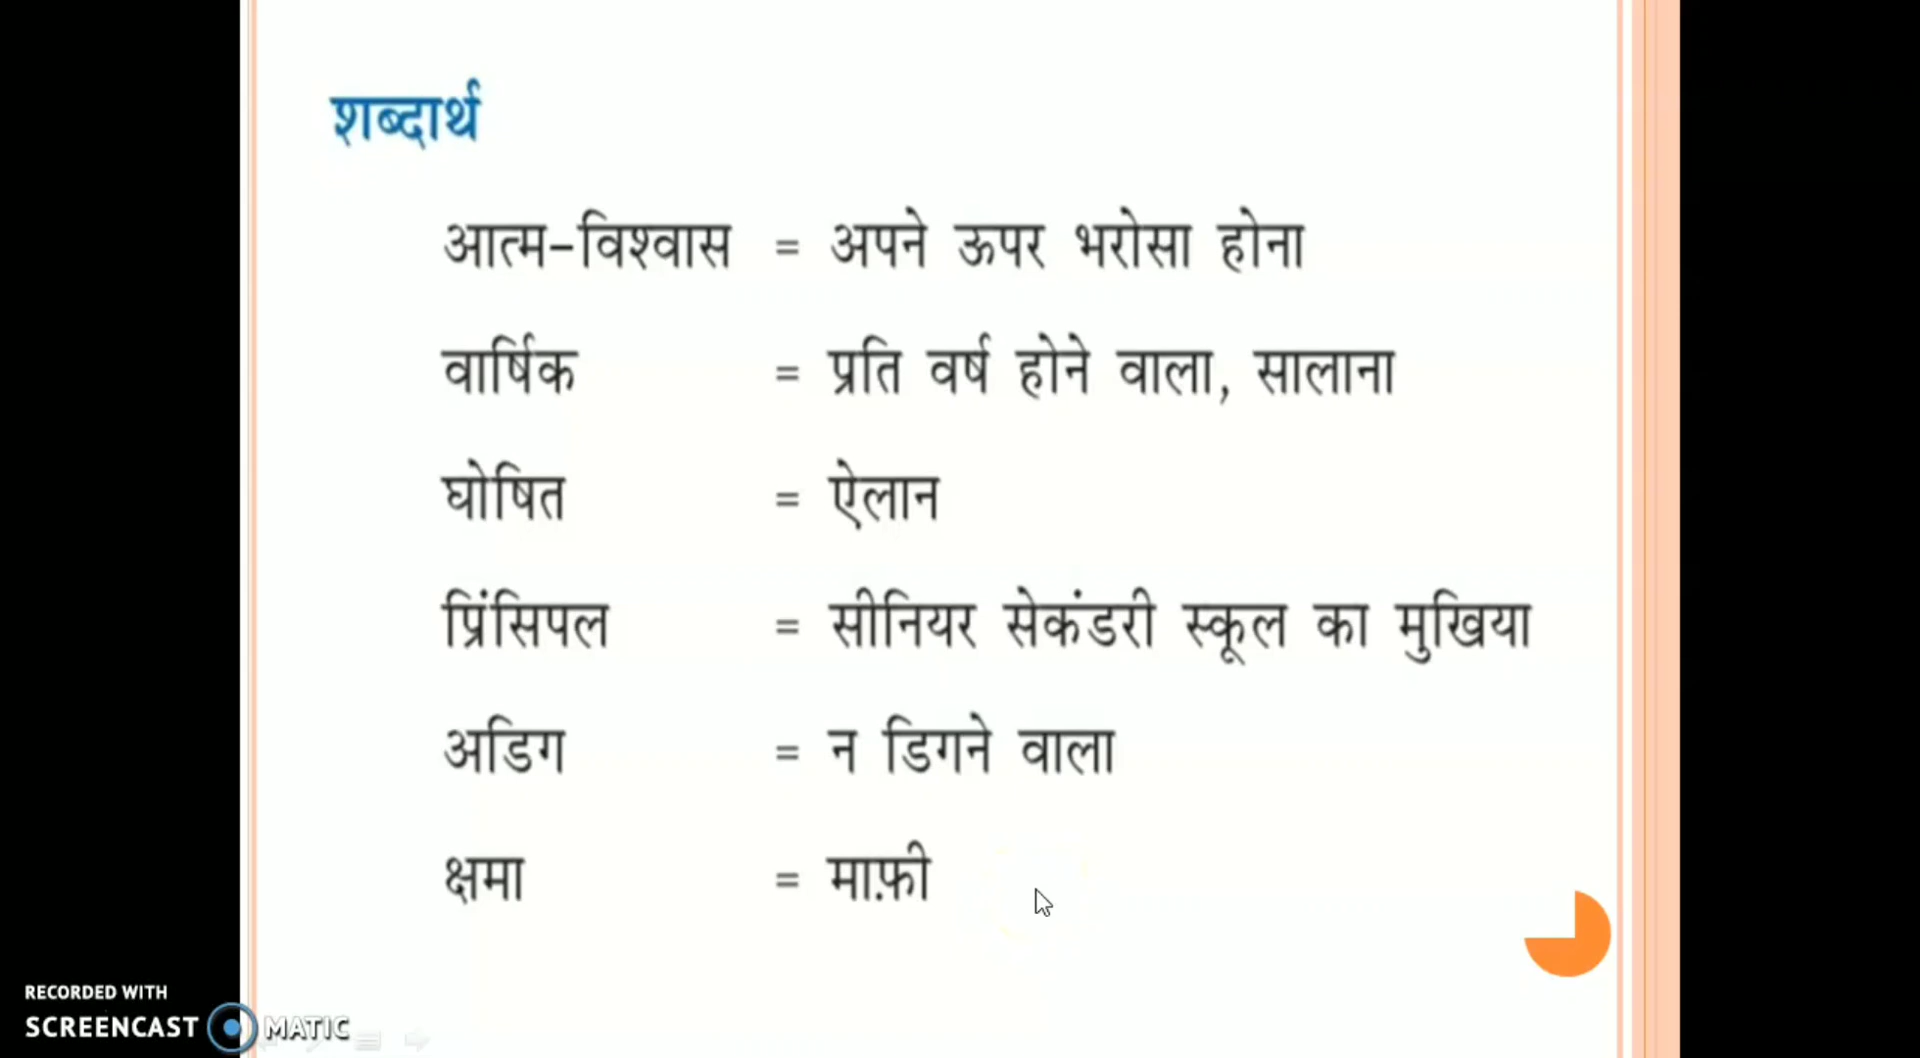 शब्दार्थ
आत्म-विश्वास = अपने ऊपर भरोसा होना
वार्षिक = प्रति वर्ष होने वाला, सालाना
घोषित = ऐलान
प्रिंसिपल = सीनियर सेकंडरी स्कूल का मुखिया
अडिग = न डिगने वाला
क्षमा = माफ़ी
RECORDED WITH
SCREENCAST MATIC